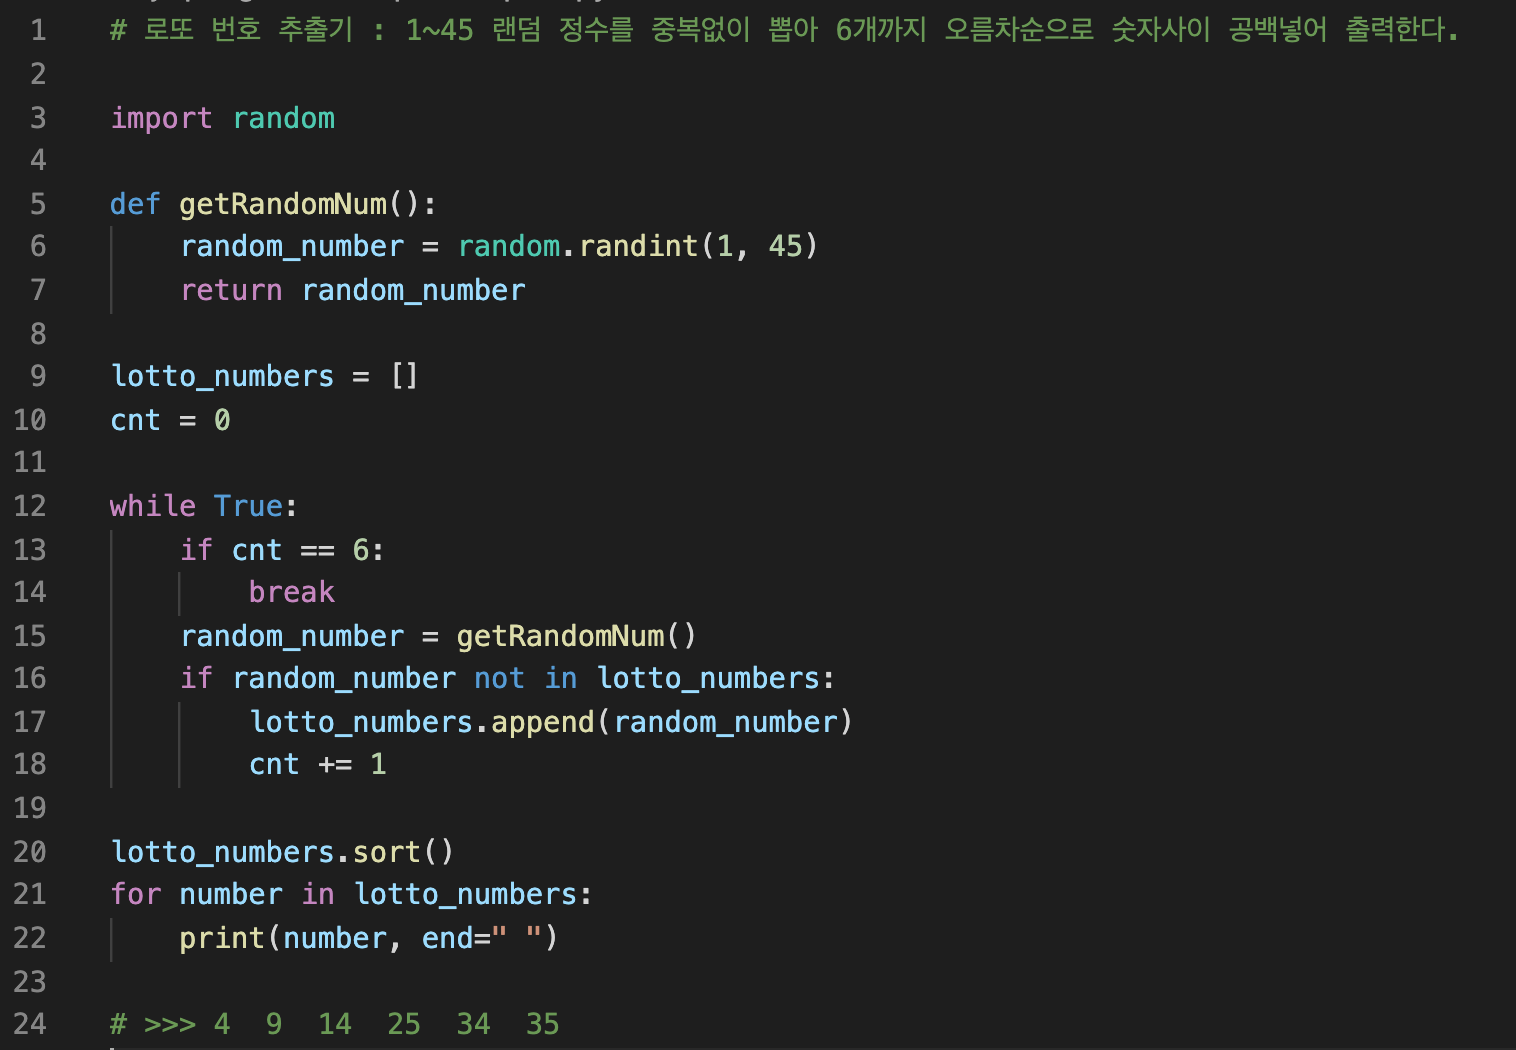 1 # 로또 번호 추출기 : 1~45 랜덤 정수를 중복없이 뽑아 6개까지 오름차순으로 숫자사이 공백넣어 출력한다.
2
3 import random
4
5 def getRandomNum():
6     random_number = random.randint(1, 45)
7     return random_number
8
9 lotto_numbers = []
10 cnt = 0
11
12 while True:
13     if cnt == 6:
14         break
15     random_number = getRandomNum()
16     if random_number not in lotto_numbers:
17         lotto_numbers.append(random_number)
18         cnt += 1
19
20 lotto_numbers.sort()
21 for number in lotto_numbers:
22     print(number, end=" ")
23
24 # >>> 4  9  14  25  34  35